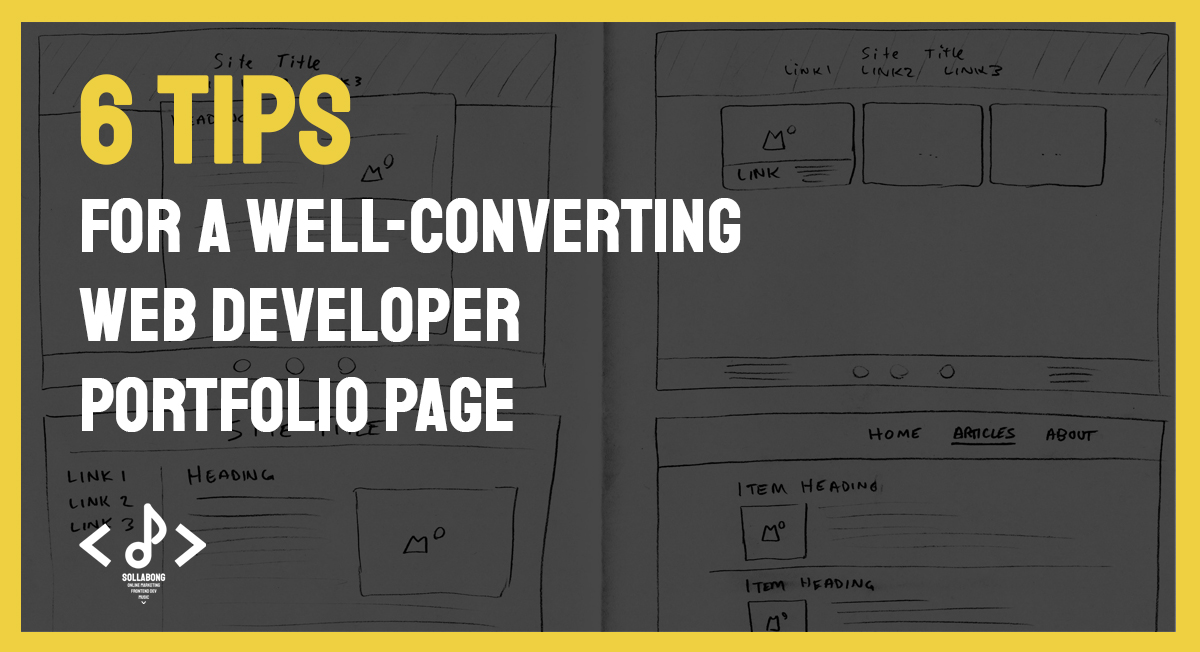 6 TIPS
FOR A WELL-CONVERTING
WEB DEVELOPER
PORTFOLIO PAGE
SOLLABONG
ONLINE MARKETING
FRONTEND DEV
MUSIC
Site Title
HEADING
SITE TITLE
LINK 1
LINK 2
LINK 3
HEADING
Site Title
LINK1 LINK2 LINK3
LINK
HOME ARTICLES ABOUT
ITEM HEADING
ITEM HEADING